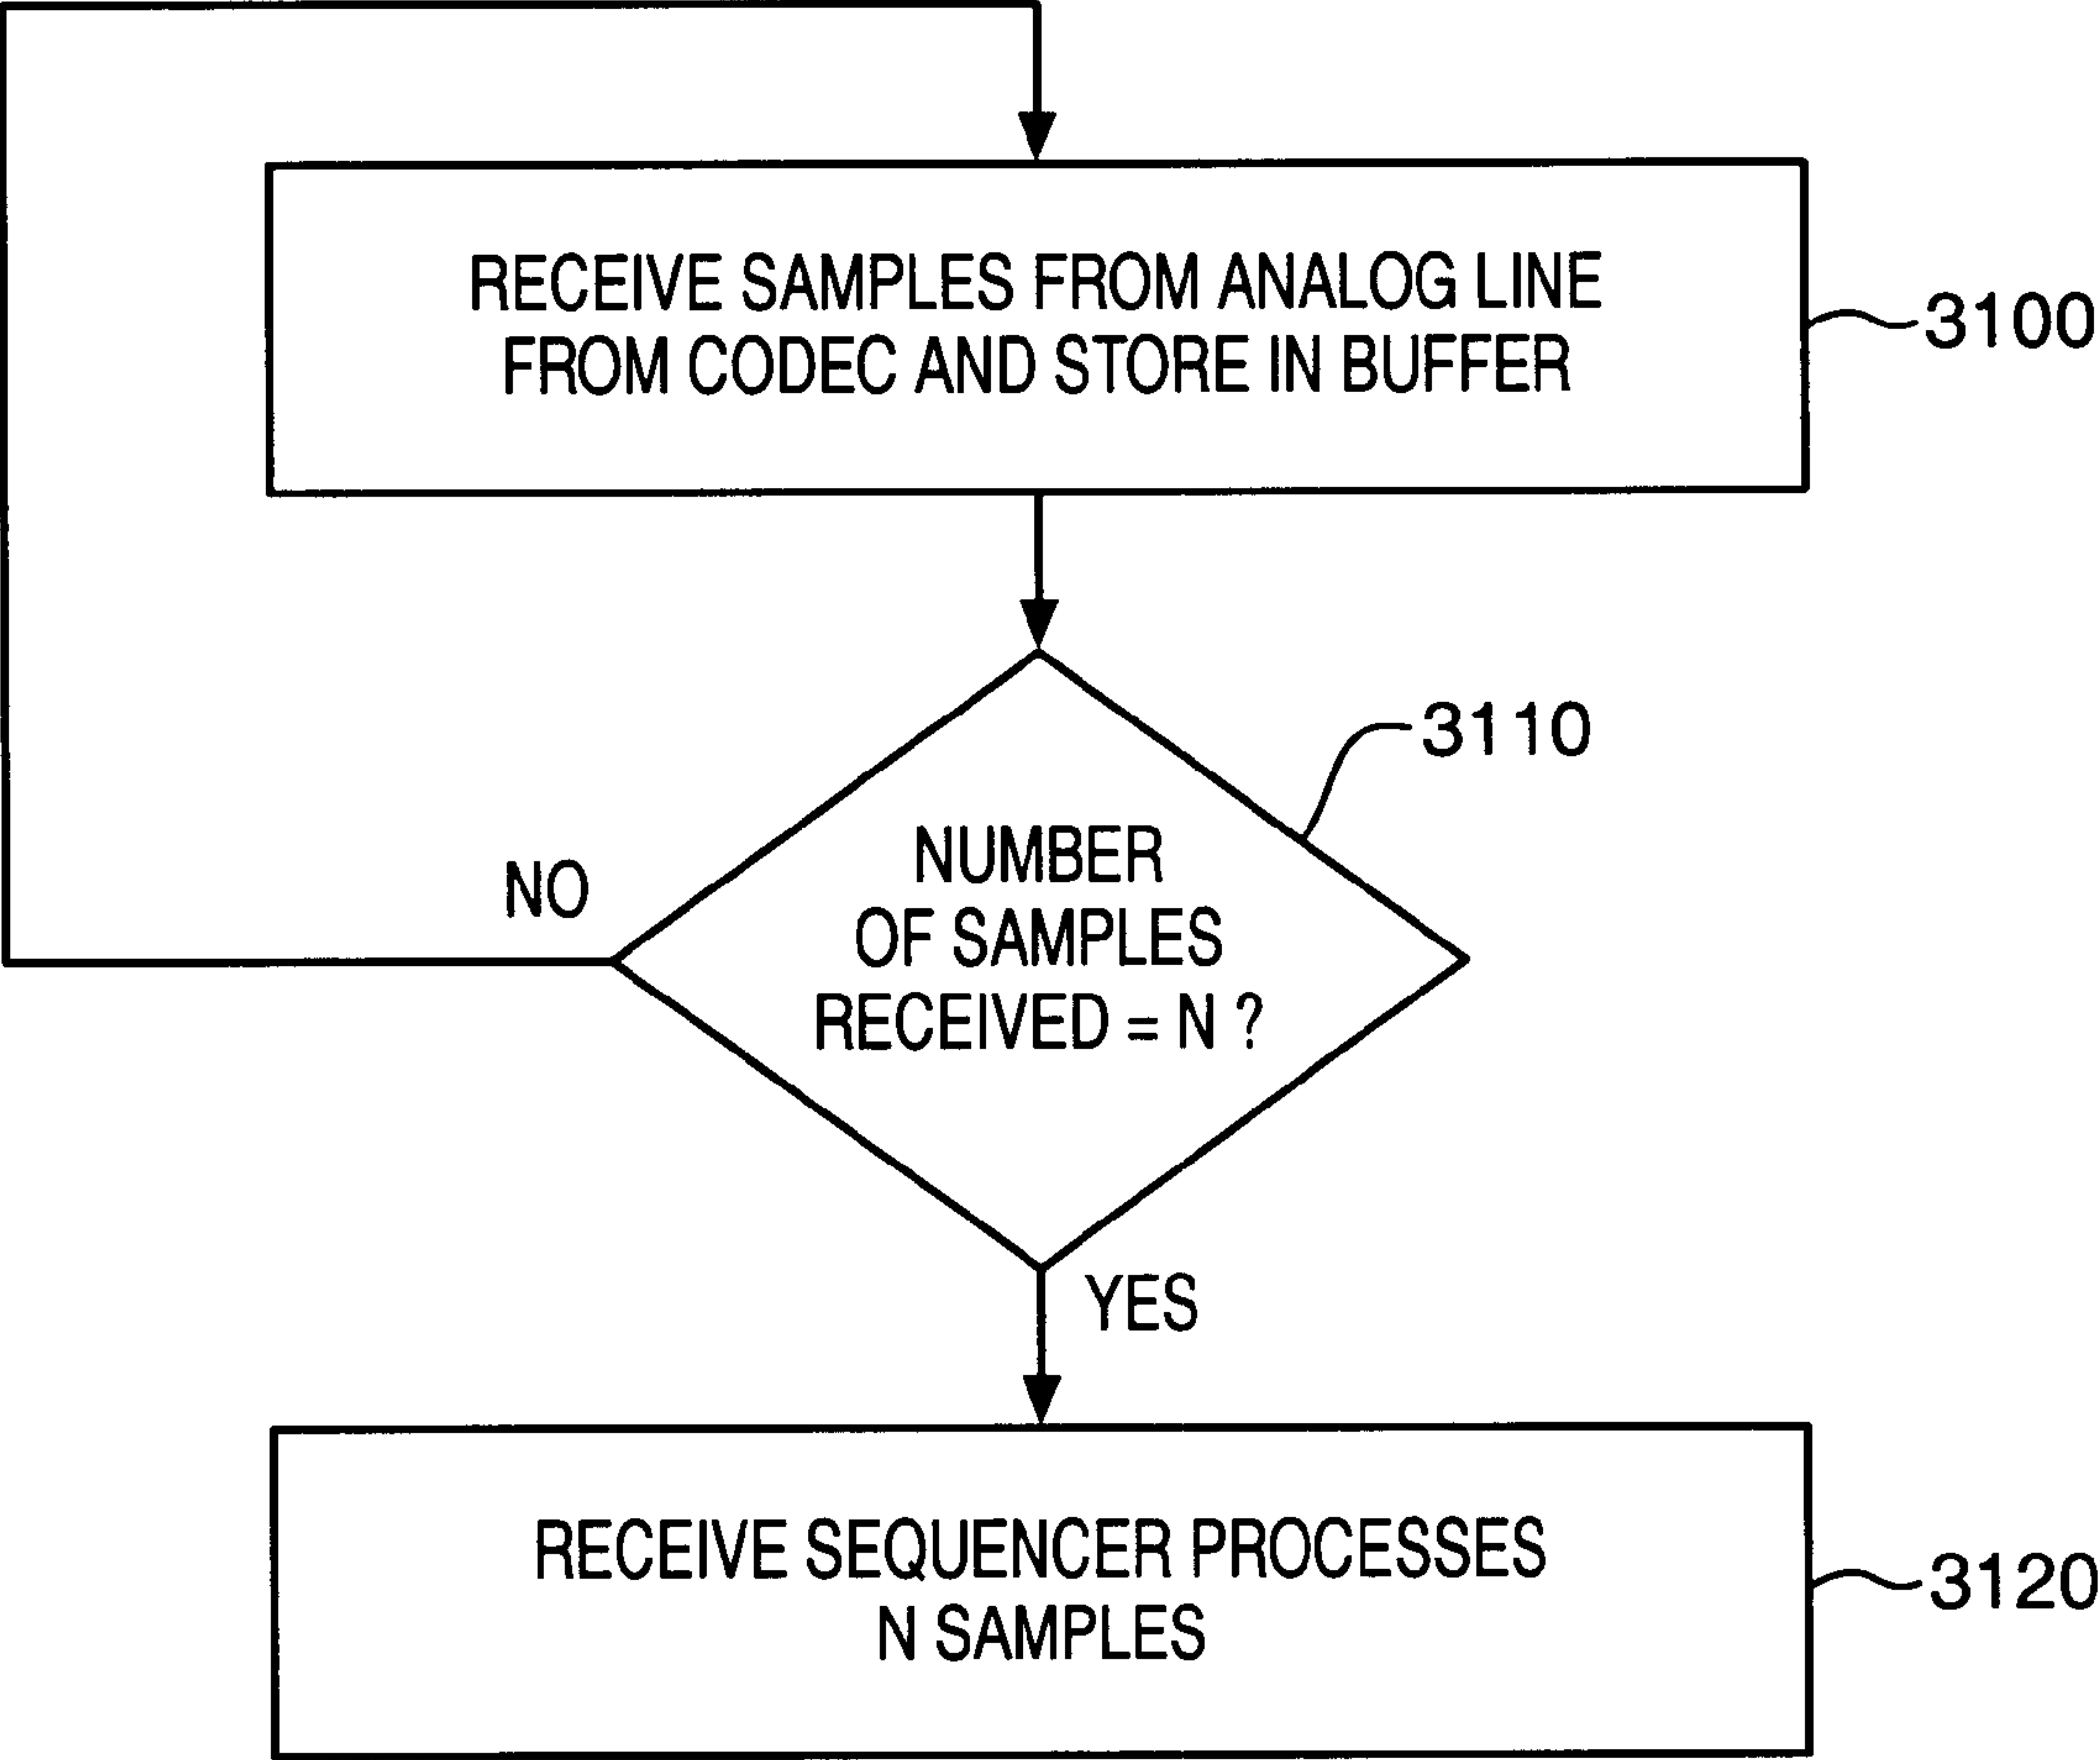 RECEIVE SAMPLES FROM ANALOG LINE
FROM CODEC AND STORE IN BUFFER
3100
3110
NUMBER
OF SAMPLES
RECEIVED = N ?
NO
YES
RECEIVE SEQUENCER PROCESSES
N SAMPLES
3120